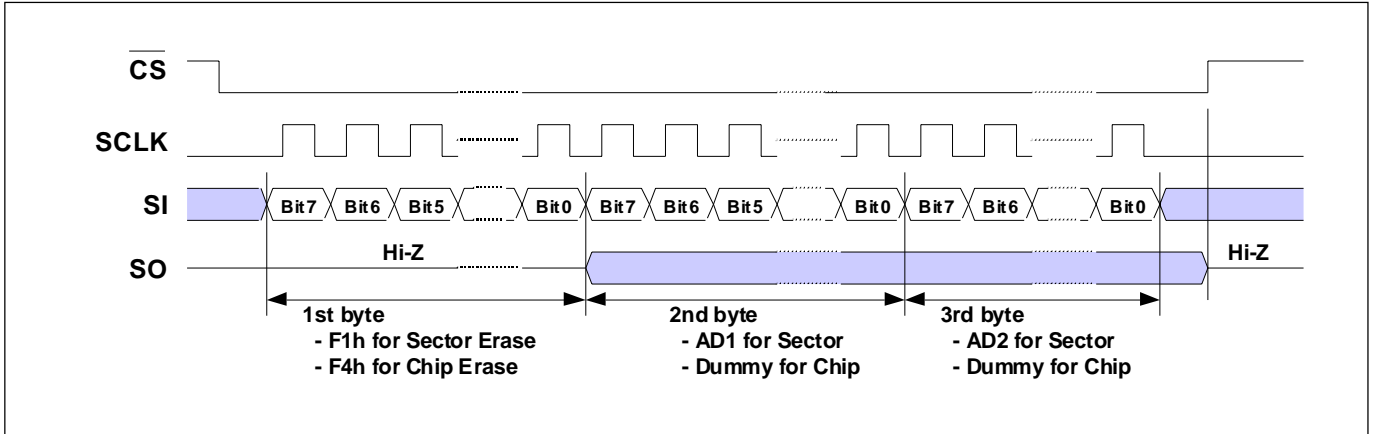 CS
SCLK
SI Bit7 Bit6 Bit5 Bit0 Bit7 Bit6 Bit5 Bit0 Bit7 Bit6 Bit0
Hi-Z Hi-Z
SO
1st byte 2nd byte 3rd byte
- F1h for Sector Erase - AD1 for Sector - AD2 for Sector
- F4h for Chip Erase - Dummy for Chip - Dummy for Chip